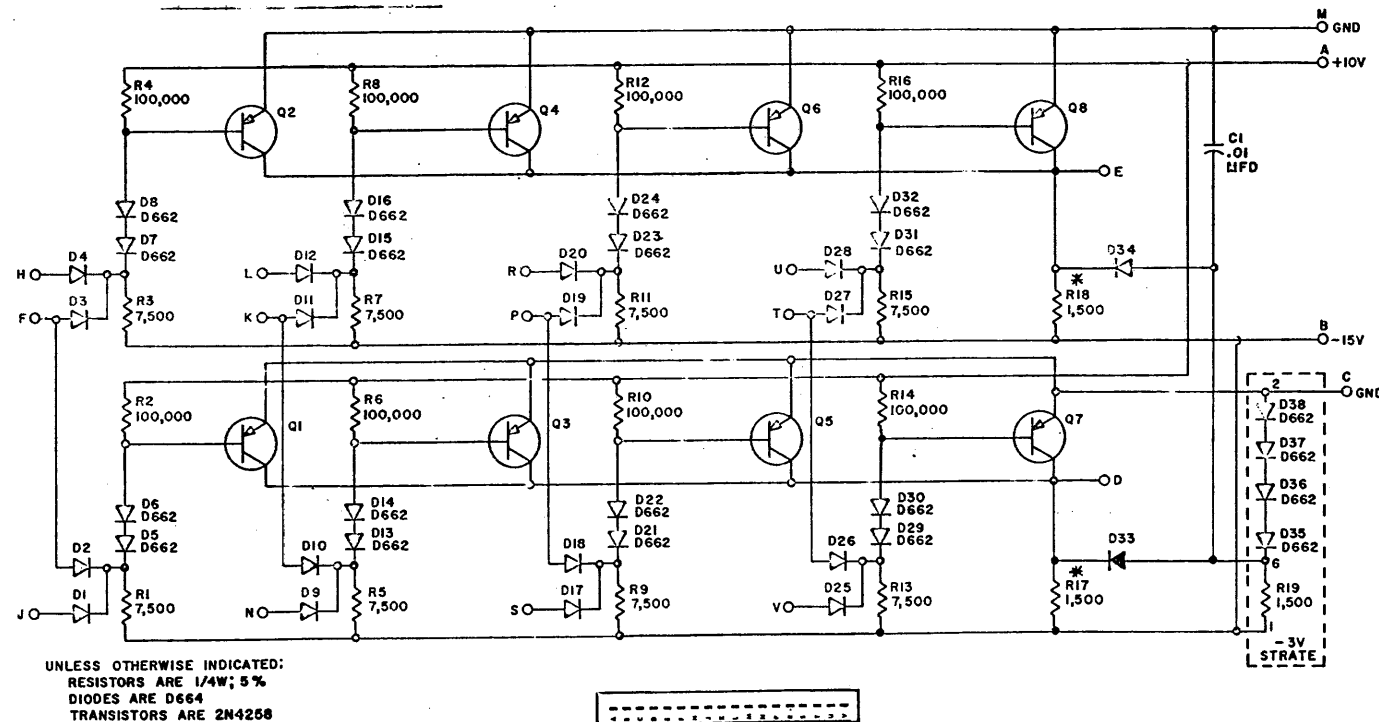 M
GND
A
+10V
R4
100,000
R8
100,000
R12
100,000
R16
100,000
Q2
Q4
Q6
Q8
C1
.01
MFD
E
D8
D662
D16
D662
D24
D662
D32
D662
D7
D662
D15
D662
D23
D662
D31
D662
D4
D12
D20
D28
D34
H
L
R
U
D3
D11
D19
D27
F
K
P
T
R3
7,500
R7
7,500
R11
7,500
R15
7,500
*
R18
1,500
B
-15V
C
GND
2
R2
100,000
R6
100,000
R10
100,000
R14
100,000
Q1
Q3
Q5
Q7
D38
D662
D37
D662
D36
D662
D35
D662
D
D6
D662
D14
D662
D22
D662
D30
D662
D5
D662
D13
D662
D21
D662
D29
D662
D2
D10
D18
D26
D33
6
D1
D9
D17
D25
J
N
S
V
R1
7,500
R5
7,500
R9
7,500
R13
7,500
*
R17
1,500
R19
1,500
1
-3V
STRATE
UNLESS OTHERWISE INDICATED:
RESISTORS ARE 1/4W; 5%
DIODES ARE D664
TRANSISTORS ARE 2N4258